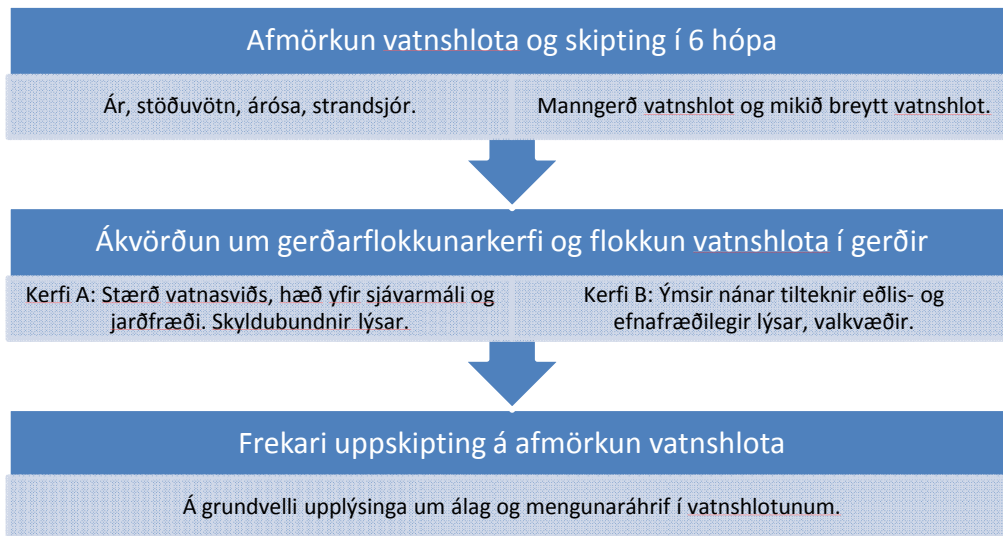 Afmörkun vatnshlota og skipting í 6 hópa
Ár, stöðuvötn, árósa, strandsjór.
Manngerð vatnshlot og mikið breytt vatnshlot.
Ákvörðun um gerðarflokkunarkerfi og flokkun vatnshlota í gerðir
Kerfi A: Stærð vatnasviðs, hæð yfir sjávarmáli og
jarðfræði. Skyldubundnir lýsar.
Kerfi B: Ýmsir nánar tilteknir eðlis- og
efnafræðilegir lýsar, valkvæðir.
Frekari uppskipting á afmörkun vatnshlota
Á grundvelli upplýsinga um álag og mengunaráhrif í vatnshlotunum.